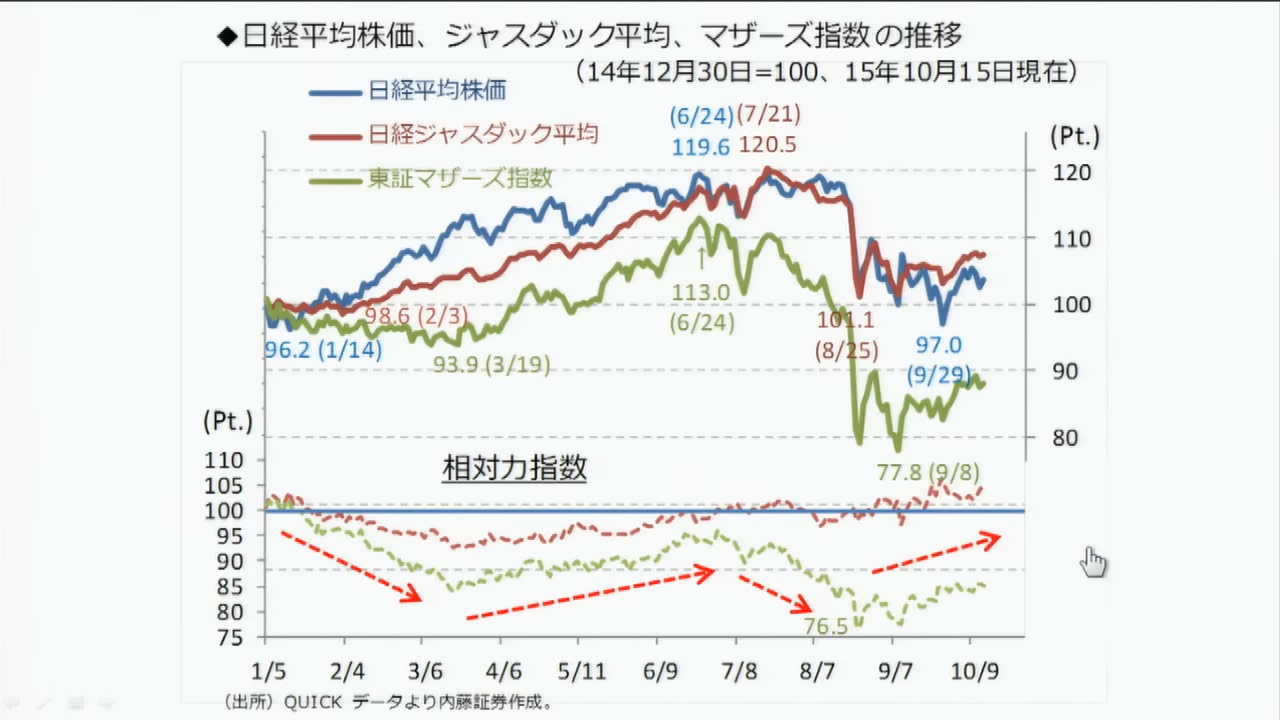 ◆日経平均株価、ジャスダック平均、マザーズ指数の推移
（14年12月30日=100、15年10月15日現在）
日経平均株価
日経ジャスダック平均
東証マザーズ指数
(6/24)
119.6
(7/21)
120.5
(Pt.)
120
110
100
90
80
113.0
(6/24)
98.6 (2/3)
96.2 (1/14)
93.9 (3/19)
101.1
(8/25)
97.0
(9/29)
77.8 (9/8)
(Pt.)
相対力指数
110
105
100
95
90
85
80
75
76.5
1/5 2/4 3/6 4/6 5/11 6/9 7/8 8/7 9/7 10/9
（出所）QUICK データより内藤証券作成。